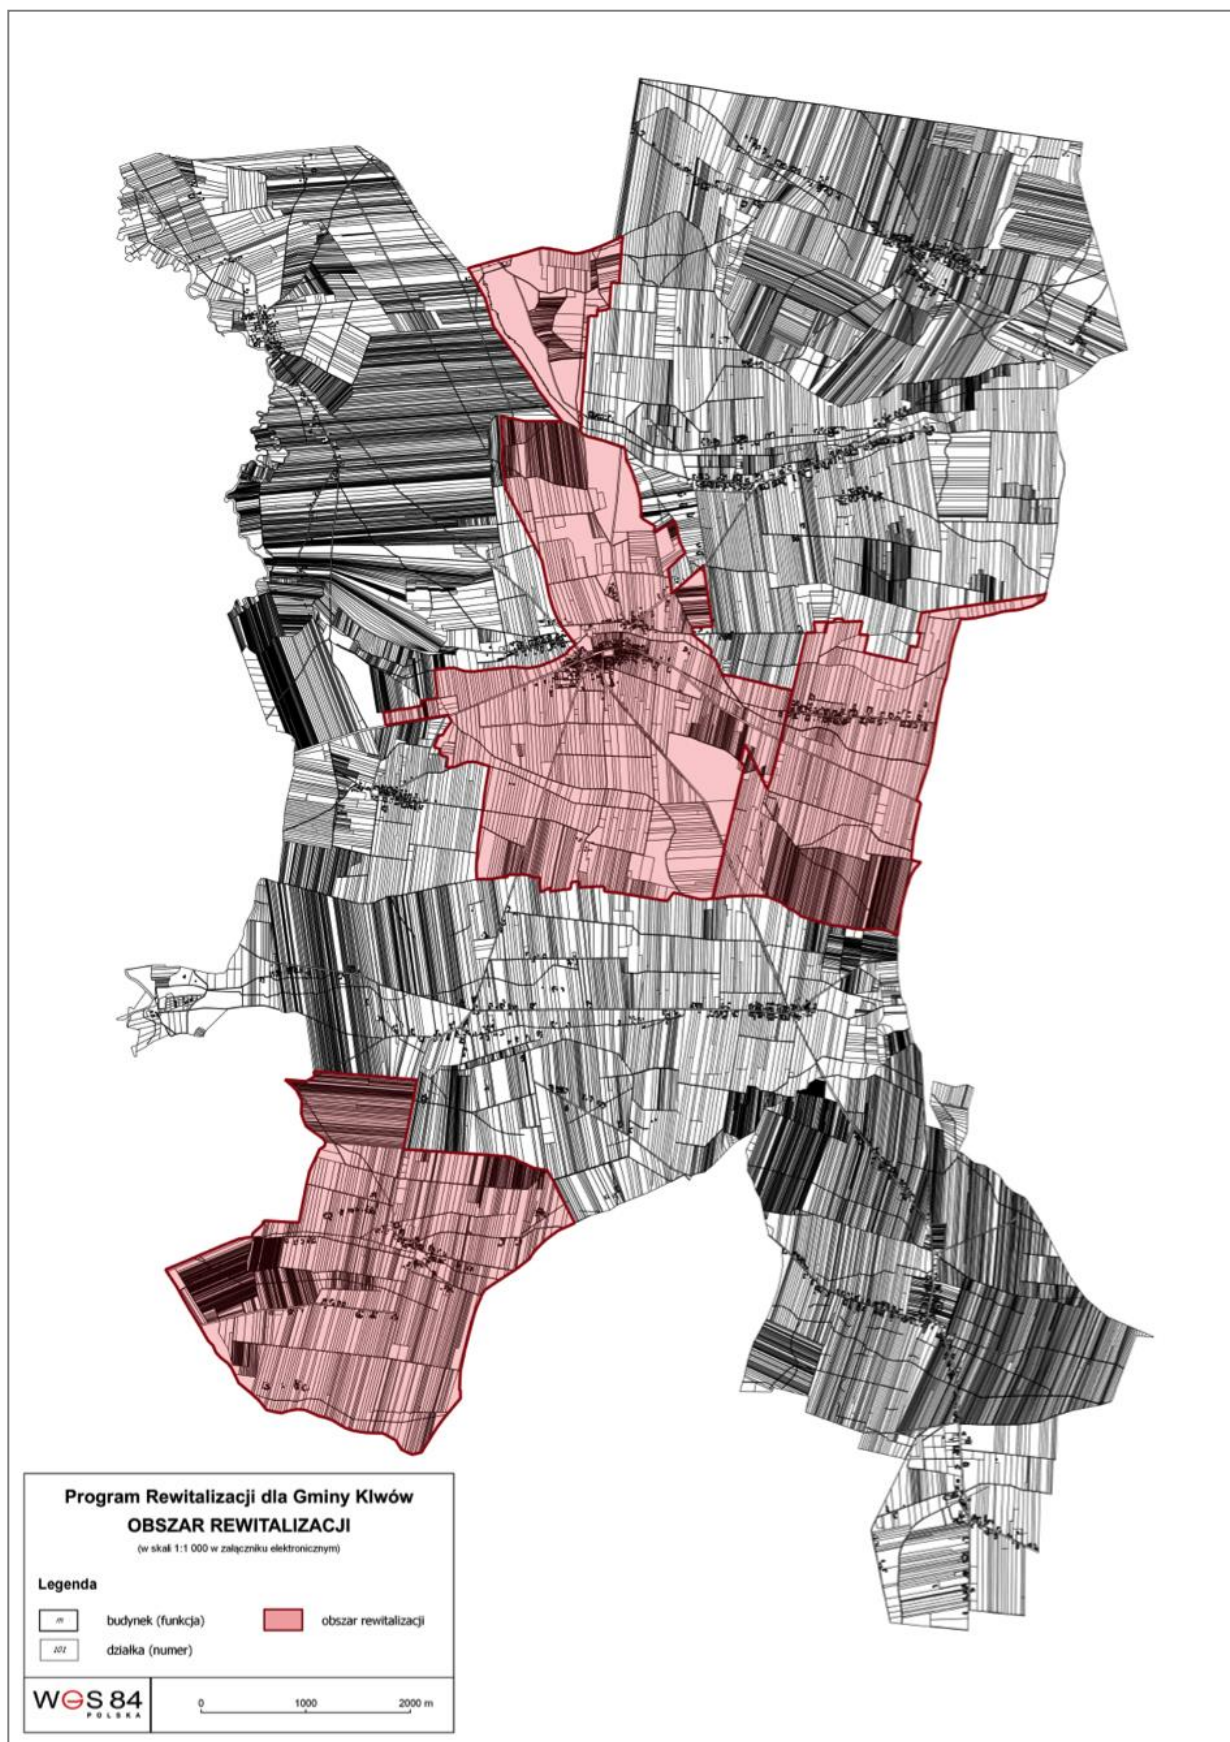 Program Rewitalizacji dla Gminy Klwów
OBSZAR REWITALIZACJI
(w skali 1:1 000 w załączniku elektronicznym)
Legenda
m budynek (funkcja) obszar rewitalizacji
101 działka (numer)
WGS 84
POLSKA
0 1000 2000 m